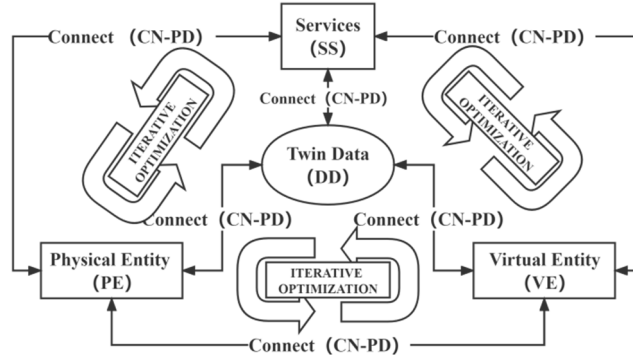 Services
(SS)
Connect (CN-PD)
Connect (CN-PD)
Connect (CN-PD)
ITERATIVE
OPTIMIZATION
ITERATIVE
OPTIMIZATION
Twin Data
(DD)
Connect (CN-PD)
Connect (CN-PD)
Physical Entity
(PE)
ITERATIVE
OPTIMIZATION
Virtual Entity
(VE)
Connect (CN-PD)